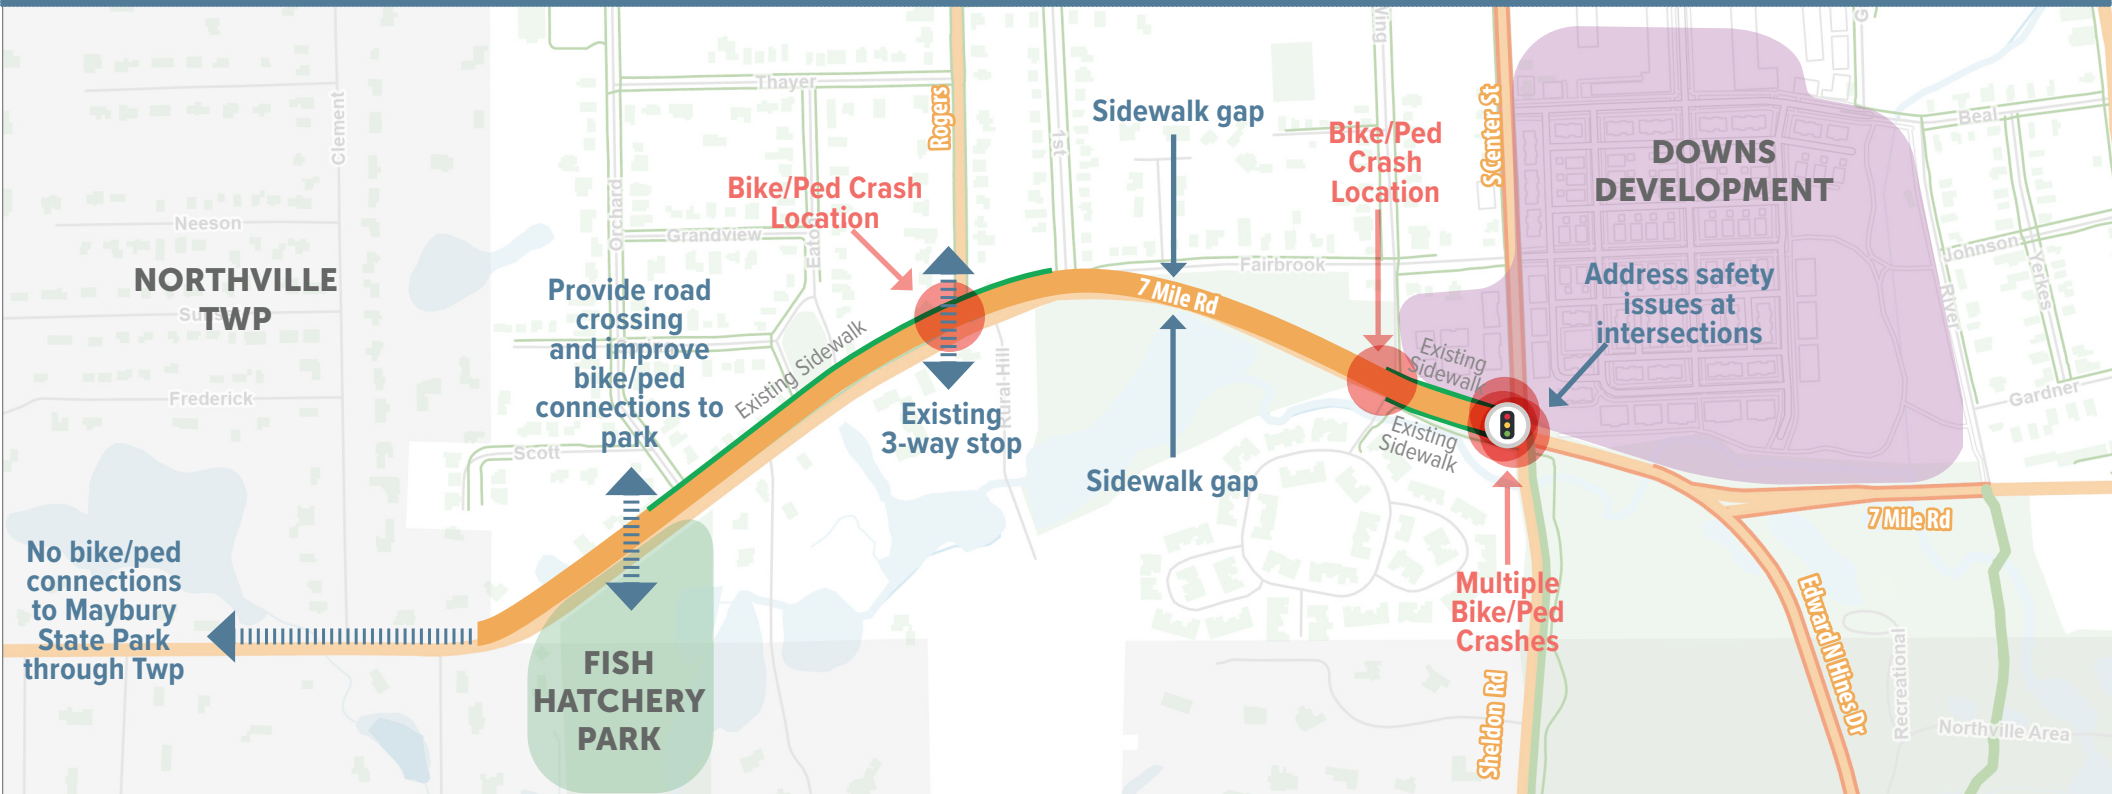 Thayer
Clement
Rogers
1st
Wing
S Center St
G
Beal
Sidewalk gap
Bike/Ped
Crash
Location
DOWNS
DEVELOPMENT
Bike/Ped Crash
Location
Orchard
Neeson
Grandview
Eaton
Fairbrook
Johnson
Yerkes
River
NORTHVILLE
TWP
Provide road
crossing
and improve
bike/ped
connections to
park
7 Mile Rd
Address safety
issues at
intersections
Existing Sidewalk
Existing
Sidewalk
Rural Hill
Frederick
Gardner
Existing
3-way stop
Existing
Sidewalk
Scott
Sidewalk gap
7 Mile Rd
No bike/ped
connections
to Maybury
State Park
through Twp
Multiple
Bike/Ped
Crashes
Edward N Hines Dr
FISH
HATCHERY
PARK
Sheldon Rd
Recreational
Northville Area